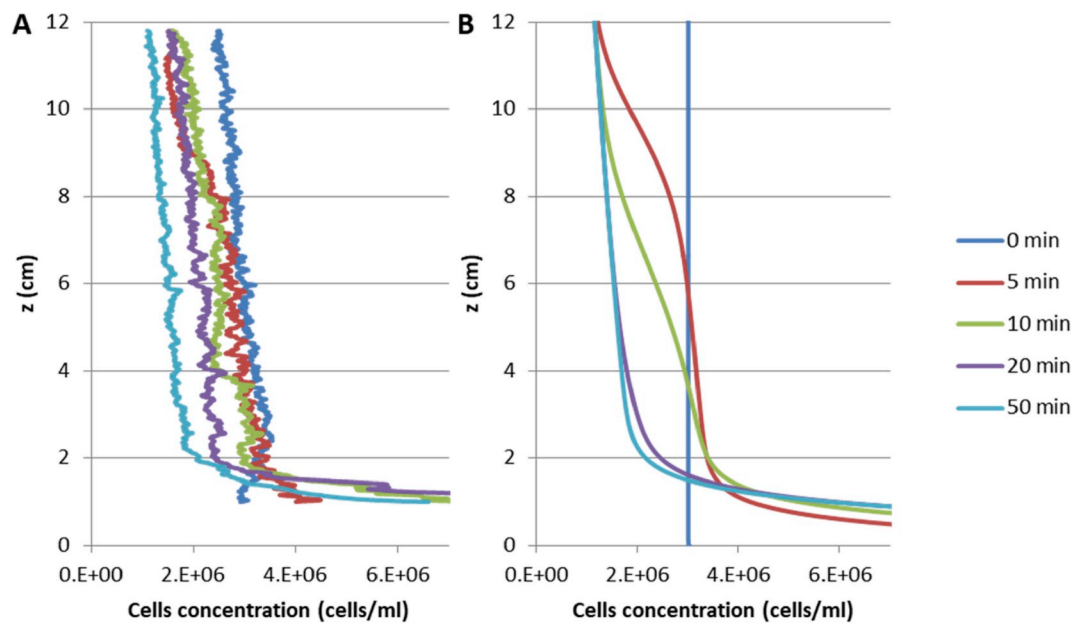 A
B
12
10
8
6
4
2
0
z (cm)
0.E+00 2.E+06 4.E+06 6.E+06
Cells concentration (cells/ml)
12
10
8
6
4
2
0
z (cm)
0.E+00 2.E+06 4.E+06 6.E+06
Cells concentration (cells/ml)
0 min
5 min
10 min
20 min
50 min